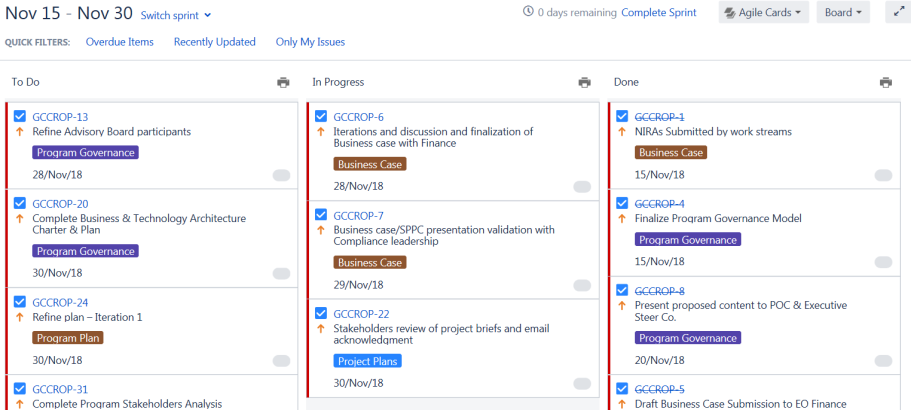 Nov 15 - Nov 30 Switch sprint
0 days remaining Complete Sprint Agile Cards Board
QUICK FILTERS: Overdue Items Recently Updated Only My Issues
To Do
GCCROP-13
Refine Advisory Board participants
Program Governance
28/Nov/18
GCCROP-20
Complete Business & Technology Architecture
Charter & Plan
Program Governance
30/Nov/18
GCCROP-24
Refine plan – Iteration 1
Program Plan
30/Nov/18
GCCROP-31
Complete Program Stakeholders Analysis
In Progress
GCCROP-6
Iterations and discussion and finalization of
Business case with Finance
Business Case
28/Nov/18
GCCROP-7
Business case/SPPC presentation validation with
Compliance leadership
Business Case
29/Nov/18
GCCROP-22
Stakeholders review of project briefs and email
acknowledgment
Project Plans
30/Nov/18
Done
GCCROP-1
NIRAs Submitted by work streams
Business Case
15/Nov/18
GCCROP-4
Finalize Program Governance Model
Program Governance
15/Nov/18
GCCROP-8
Present proposed content to POC & Executive
Steer Co.
Program Governance
20/Nov/18
GCCROP-5
Draft Business Case Submission to EO Finance